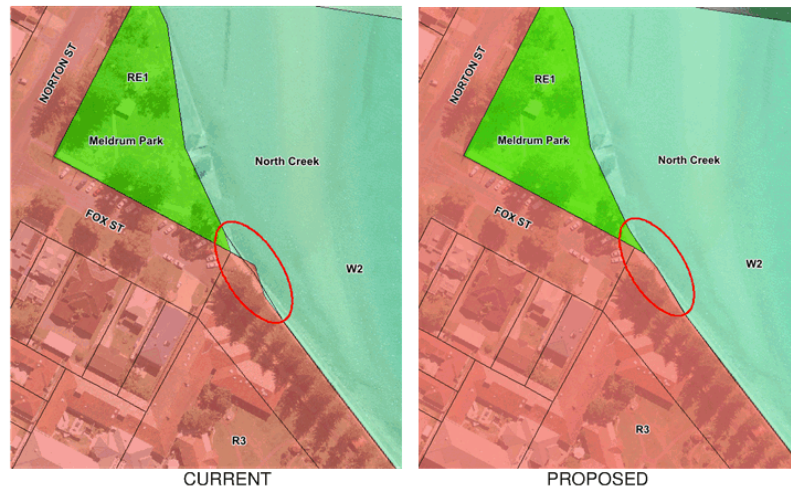 RE1
NORTON ST
Meldrum Park
North Creek
FOX ST
W2
R3
CURRENT
RE1
NORTON ST
Meldrum Park
North Creek
FOX ST
W2
R3
PROPOSED